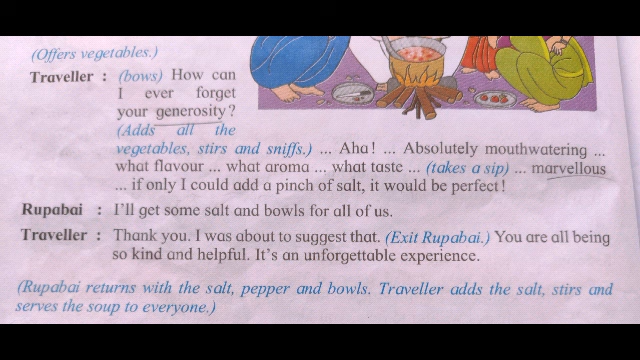 (Offers vegetables.)
Traveller : (bows) How can
I ever forget
your generosity?
(Adds all the
vegetables, stirs and sniffs.) ... Aha! ... Absolutely mouthwatering ...
what flavour ... what aroma ... what taste ... (takes a sip) ... marvellous
... if only I could add a pinch of salt, it would be perfect!
Rupabai : I'll get some salt and bowls for all of us.
Traveller : Thank you. I was about to suggest that. (Exit Rupabai.) You are all being
so kind and helpful. It's an unforgettable experience.
(Rupabai returns with the salt, pepper and bowls. Traveller adds the salt, stirs and
serves the soup to everyone.)